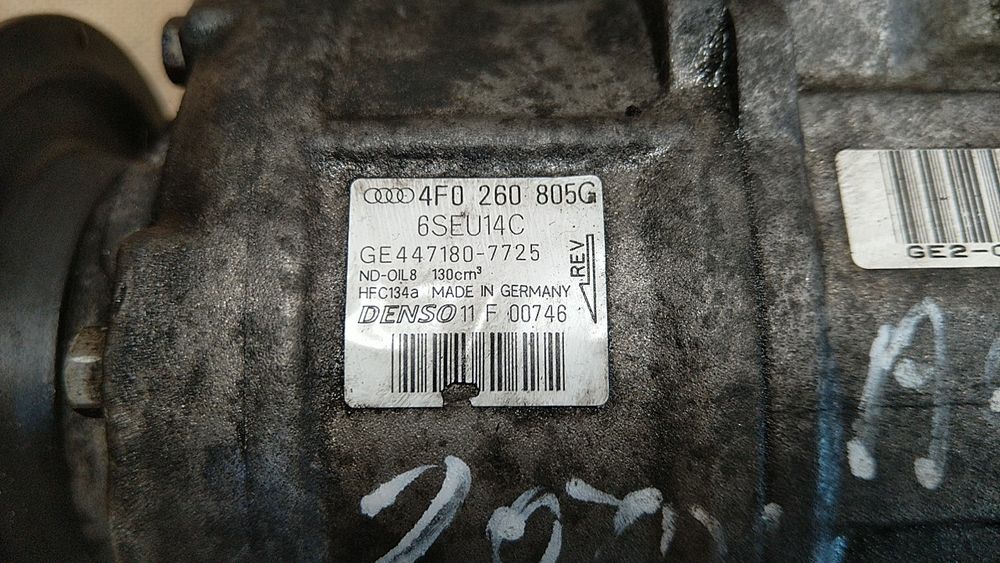 4F0 260 805G
6SEU14C
GE447180-7725
ND-OIL8 130cm³
HFC134a MADE IN GERMANY
DENSO 11 F 00746
REV
GE2-